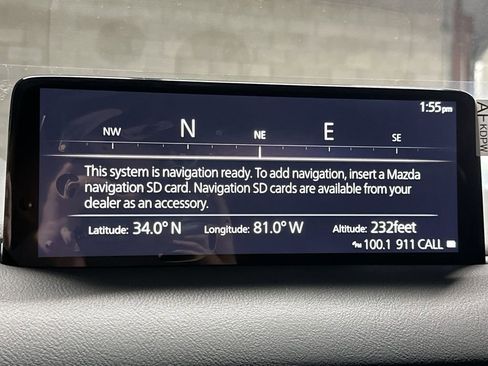 1:55pm
NW N NE E SE
This system is navigation ready. To add navigation, insert a Mazda
navigation SD card. Navigation SD cards are available from your
dealer as an accessory.
Latitude: 34.0° N Longitude: 81.0° W Altitude: 232feet
100.1 911 CALL